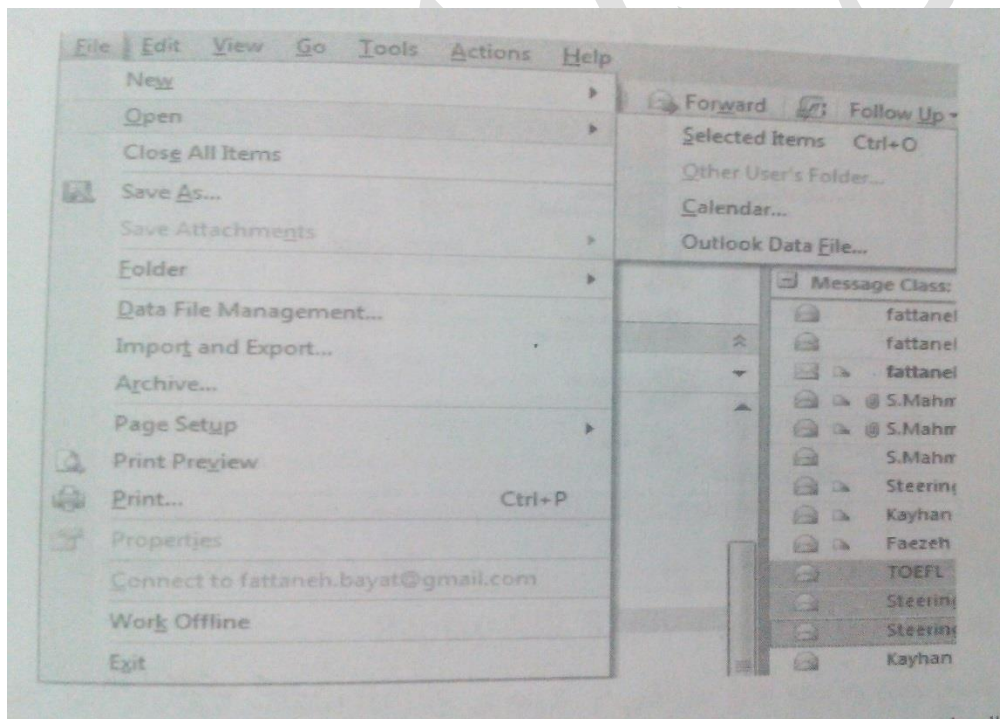 File Edit View Go Tools Actions Help
New
Open
Close All Items
Save As...
Save Attachments
Folder
Data File Management...
Import and Export...
Archive...
Page Setup
Print Preview
Print... Ctrl+P
Properties
Connect to fattaneh.bayat@gmail.com
Work Offline
Exit
Forward Follow Up
Selected Items Ctrl+O
Other User's Folder...
Calendar...
Outlook Data File...
Message Class:
fattanel
fattanel
fattanel
S.Mahm
S.Mahm
S.Mahm
Steering
Kayhan
Faezeh
TOEFL
Steering
Steering
Kayhan